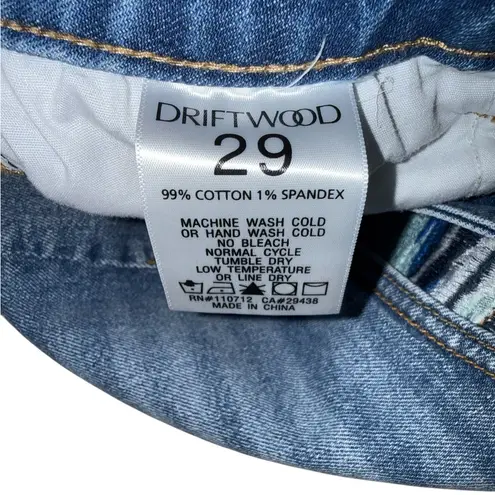 DRIFTWOOD
29
99% COTTON 1% SPANDEX
MACHINE WASH COLD
OR HAND WASH COLD
NO BLEACH
NORMAL CYCLE
TUMBLE DRY
LOW TEMPERATURE
OR LINE DRY
RN#110712 CA#29438
MADE IN CHINA